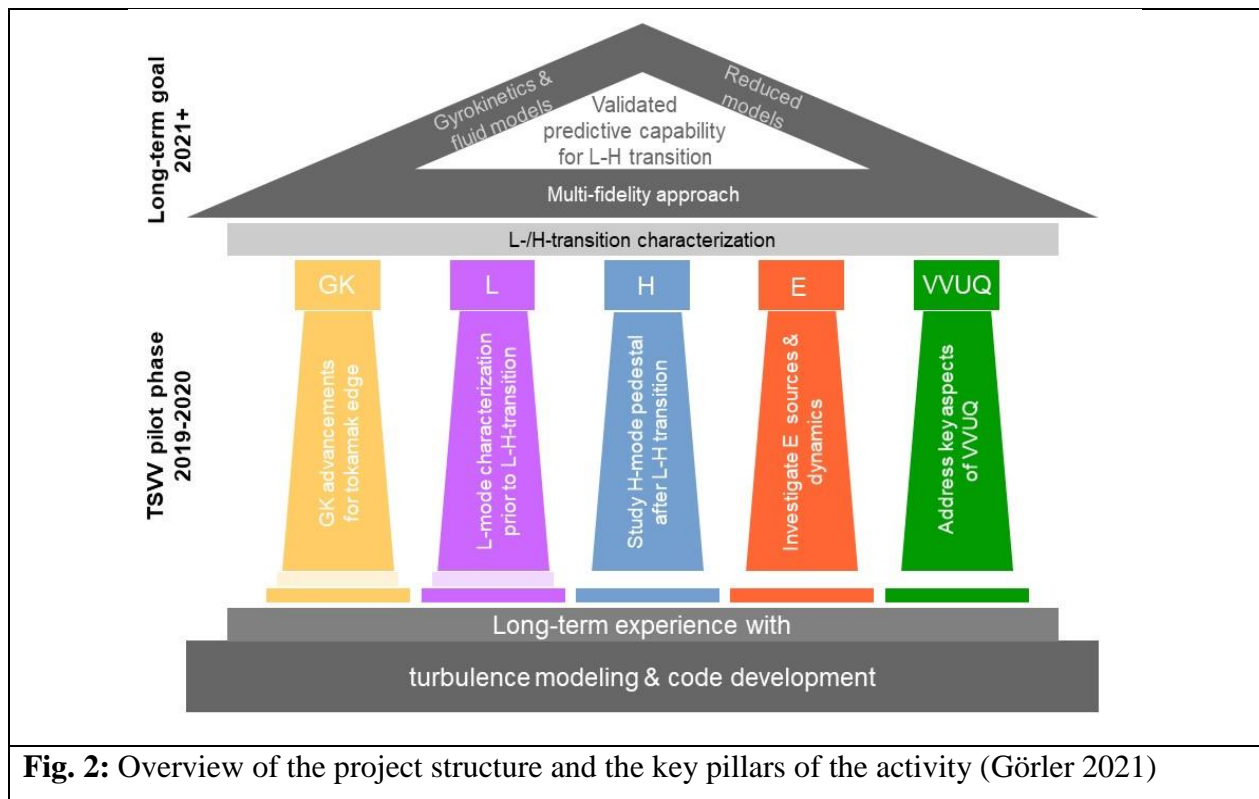 Long-term goal
2021+
Gyrokinetics &
fluid models
Reduced
models
Validated
predictive capability
for L-H transition
Multi-fidelity approach
L-/H-transition characterization
TSVV pilot phase
2019-2020
GK
GK advancements
for tokamak edge
L
L-mode characterization
prior to L-H-transition
H
Study H-mode pedestal
after L-H transition
E
Investigate E sources &
dynamics
VVUQ
Address key aspects
of VVUQ
Long-term experience with
turbulence modeling & code development
Fig. 2: Overview of the project structure and the key pillars of the activity (Görler 2021)